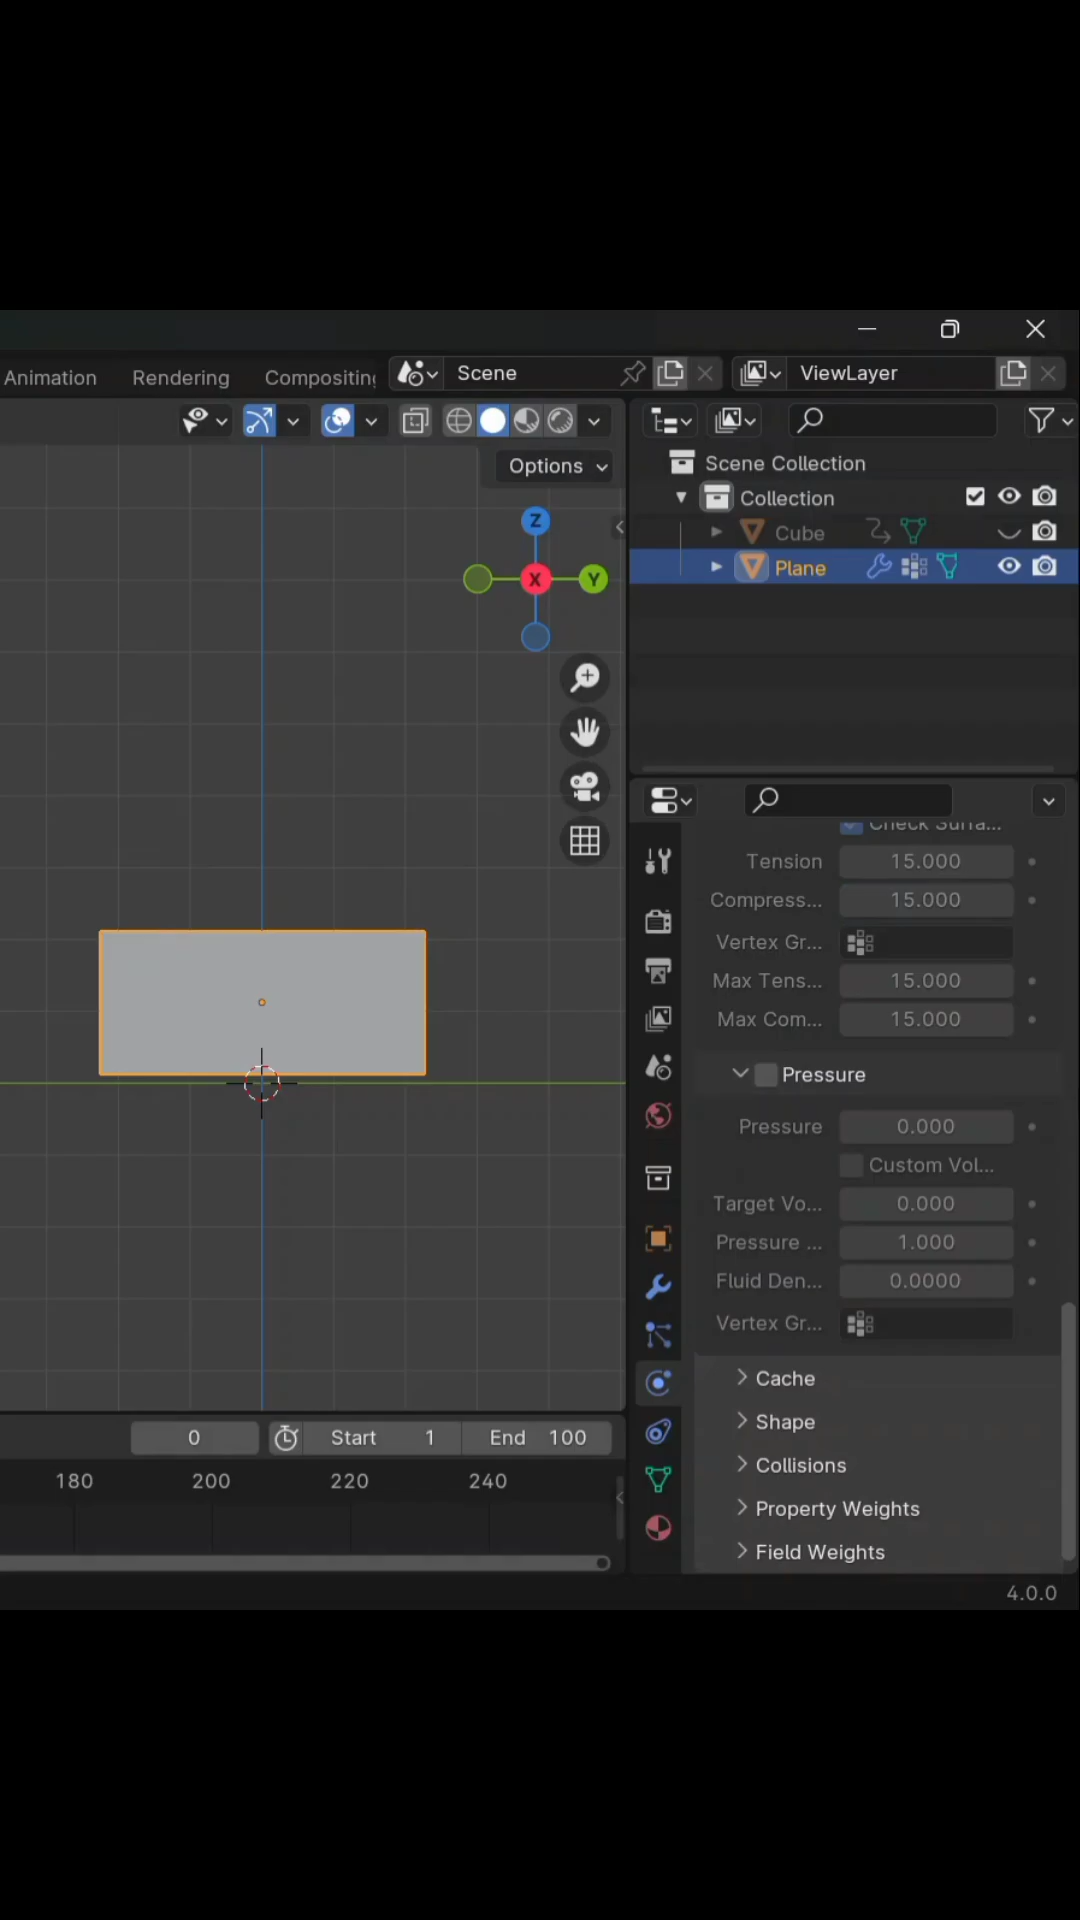 Animation Rendering Compositing Scene ViewLayer
Options
Scene Collection
Collection
Cube
Plane
Z
X
Y
Tension 15.000
Compress... 15.000
Vertex Gr...
Max Tens... 15.000
Max Com... 15.000
Pressure
Pressure 0.000
Custom Vol...
Target Vo... 0.000
Pressure ... 1.000
Fluid Den... 0.0000
Vertex Gr...
Cache
Shape
Collisions
Property Weights
Field Weights
0 Start 1 End 100
180 200 220 240
4.0.0